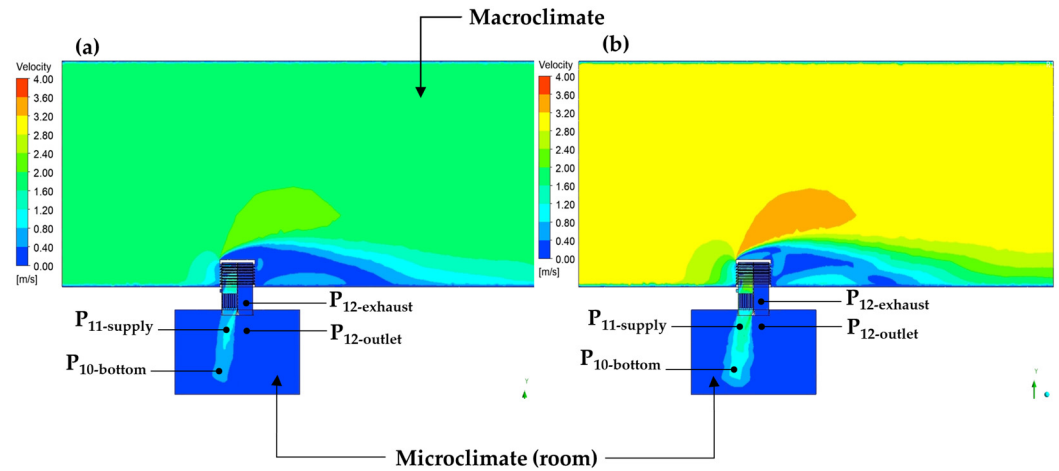 Macroclimate
(a)
(b)
Velocity
4.00
3.60
3.20
2.80
2.40
2.00
1.60
1.20
0.80
0.40
0.00
[m/s]
P12-exhaust
P11-supply
P12-outlet
P10-bottom
Y
Velocity
4.00
3.60
3.20
2.80
2.40
2.00
1.60
1.20
0.80
0.40
0.00
[m/s]
P12-exhaust
P11-supply
P12-outlet
P10-bottom
Y
Microclimate (room)